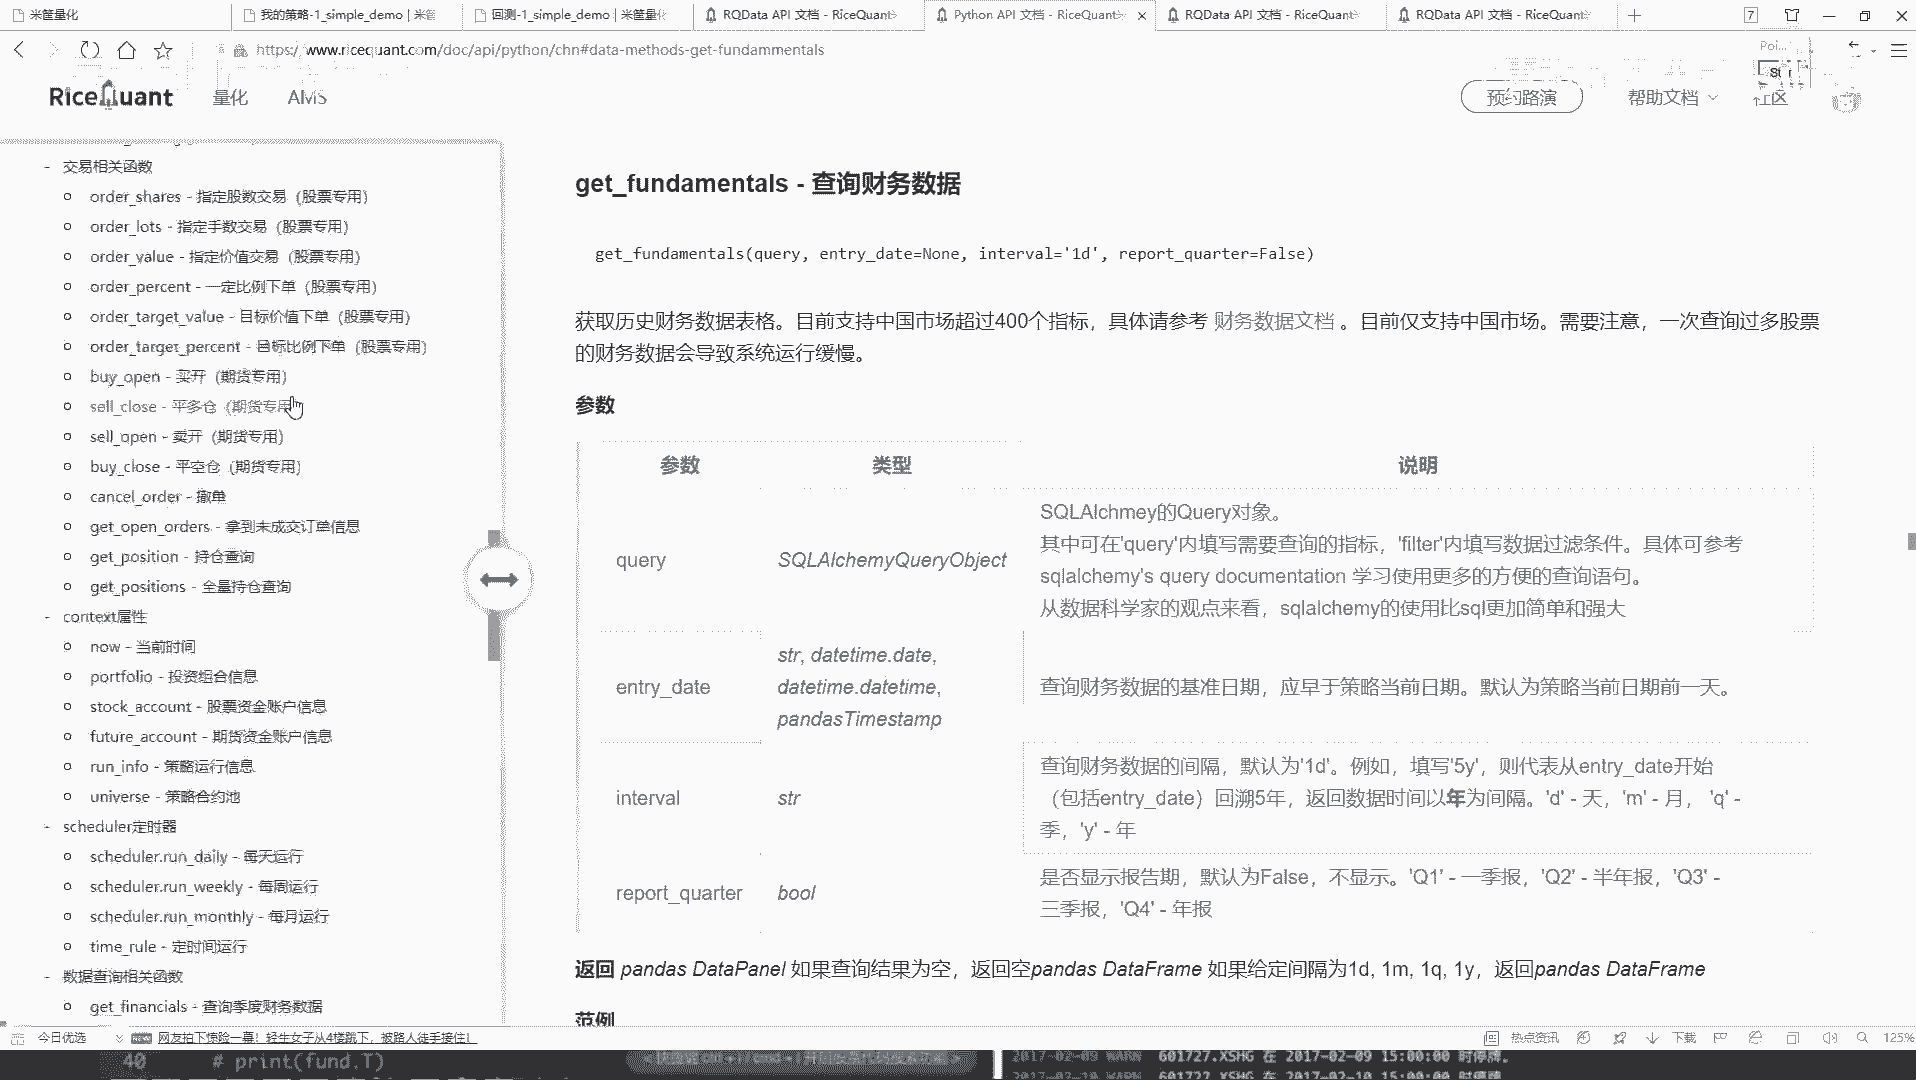 米筐量化
我的策略-1_simple_demo | 米筐
回测-1_simple_demo | 米筐量化
RQData API 文档 - RiceQuant
Python API 文档 - RiceQuant
RQData API 文档 - RiceQuant
RQData API 文档 - RiceQuant
7
https://www.ricequant.com/doc/api/python/chn#data-methods-get-fundammentals
Poi...
RiceQuant
量化
AMS
预约路演
帮助文档
交易相关函数
order_shares - 指定股数交易（股票专用）
order_lots - 指定手数交易（股票专用）
order_value - 指定价值交易（股票专用）
order_percent - 一定比例下单（股票专用）
order_target_value - 目标价值下单（股票专用）
order_target_percent - 目标比例下单（股票专用）
buy_open - 买开（期货专用）
sell_close - 平多仓（期货专用
sell_open - 卖开（期货专用）
buy_close - 平空仓（期货专用）
cancel_order - 撤单
get_open_orders - 拿到未成交订单信息
get_position - 持仓查询
get_positions - 全量持仓查询
context属性
now - 当前时间
portfolio - 投资组合信息
stock_account - 股票资金账户信息
future_account - 期货资金账户信息
run_info - 策略运行信息
universe - 策略合约池
scheduler定时器
scheduler.run_daily - 每天运行
scheduler.run_weekly - 每周运行
scheduler.run_monthly - 每月运行
time_rule - 定时间运行
数据查询相关函数
get_financials - 查询季度财务数据
get_fundamentals - 查询财务数据
get_fundamentals(query, entry_date=None, interval='1d', report_quarter=False)
获取历史财务数据表格。目前支持中国市场超过400个指标，具体请参考 财务数据文档 。目前仅支持中国市场。需要注意，一次查询过多股票
的财务数据会导致系统运行缓慢。
参数
参数 类型 说明
query SQLAlchemyQueryObject
SQLAlchmey的Query对象。
其中可在'query'内填写需要查询的指标，'filter'内填写数据过滤条件。具体可参考
sqlalchemy's query documentation 学习使用更多的方便的查询语句。
从数据科学家的观点来看，sqlalchemy的使用比sql更加简单和强大
entry_date
str, datetime.date,
datetime.datetime,
pandasTimestamp
查询财务数据的基准日期，应早于策略当前日期。默认为策略当前日期前一天。
interval str
查询财务数据的间隔，默认为'1d'。例如，填写'5y'，则代表从entry_date开始
（包括entry_date）回溯5年，返回数据时间以年为间隔。'd' - 天，'m' - 月， 'q' -
季，'y' - 年
report_quarter bool
是否显示报告期，默认为False，不显示。'Q1' - 一季报，'Q2' - 半年报，'Q3' -
三季报，'Q4' - 年报
返回 pandas DataPanel 如果查询结果为空，返回空pandas DataFrame 如果给定间隔为1d, 1m, 1q, 1y，返回pandas DataFrame
范例
今日优选
网友拍下惊险一幕！轻生女子从4楼跳下，被路人徒手接住！
热点资讯
下载
125%
40 # print(fund.T)
2017-02-09 WARN 601727.XSHG 在 2017-02-09 15:00:00 时停牌。
2017-02-10 WARN 601727.XSHG 在 2017-02-10 15:00:00 时停牌。